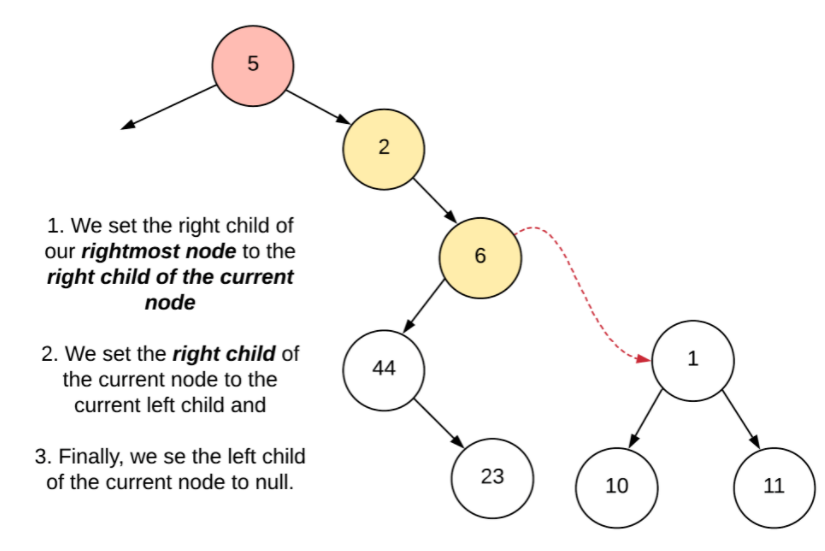 5
2
1. We set the right child of
our rightmost node to the
right child of the current
node
6
2. We set the right child of
the current node to the
current left child and
44
1
3. Finally, we se the left child
of the current node to null.
23
10
11